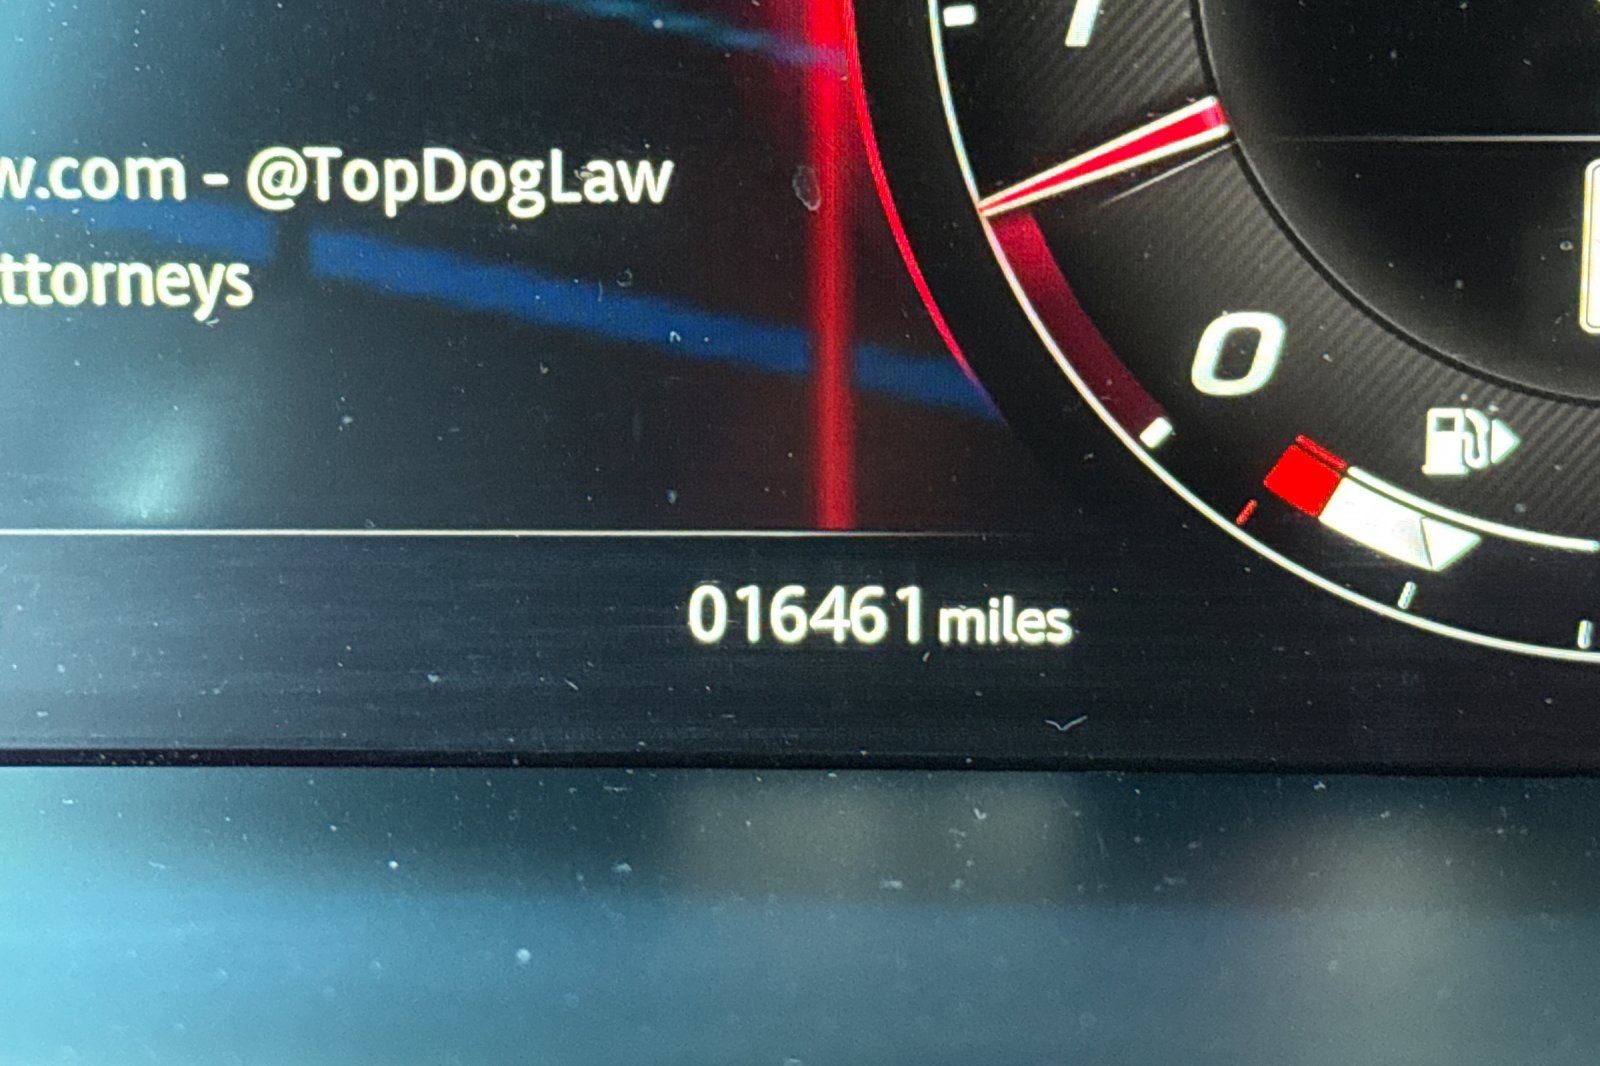 w.com - @TopDogLaw
ttorneys
0
016461 miles